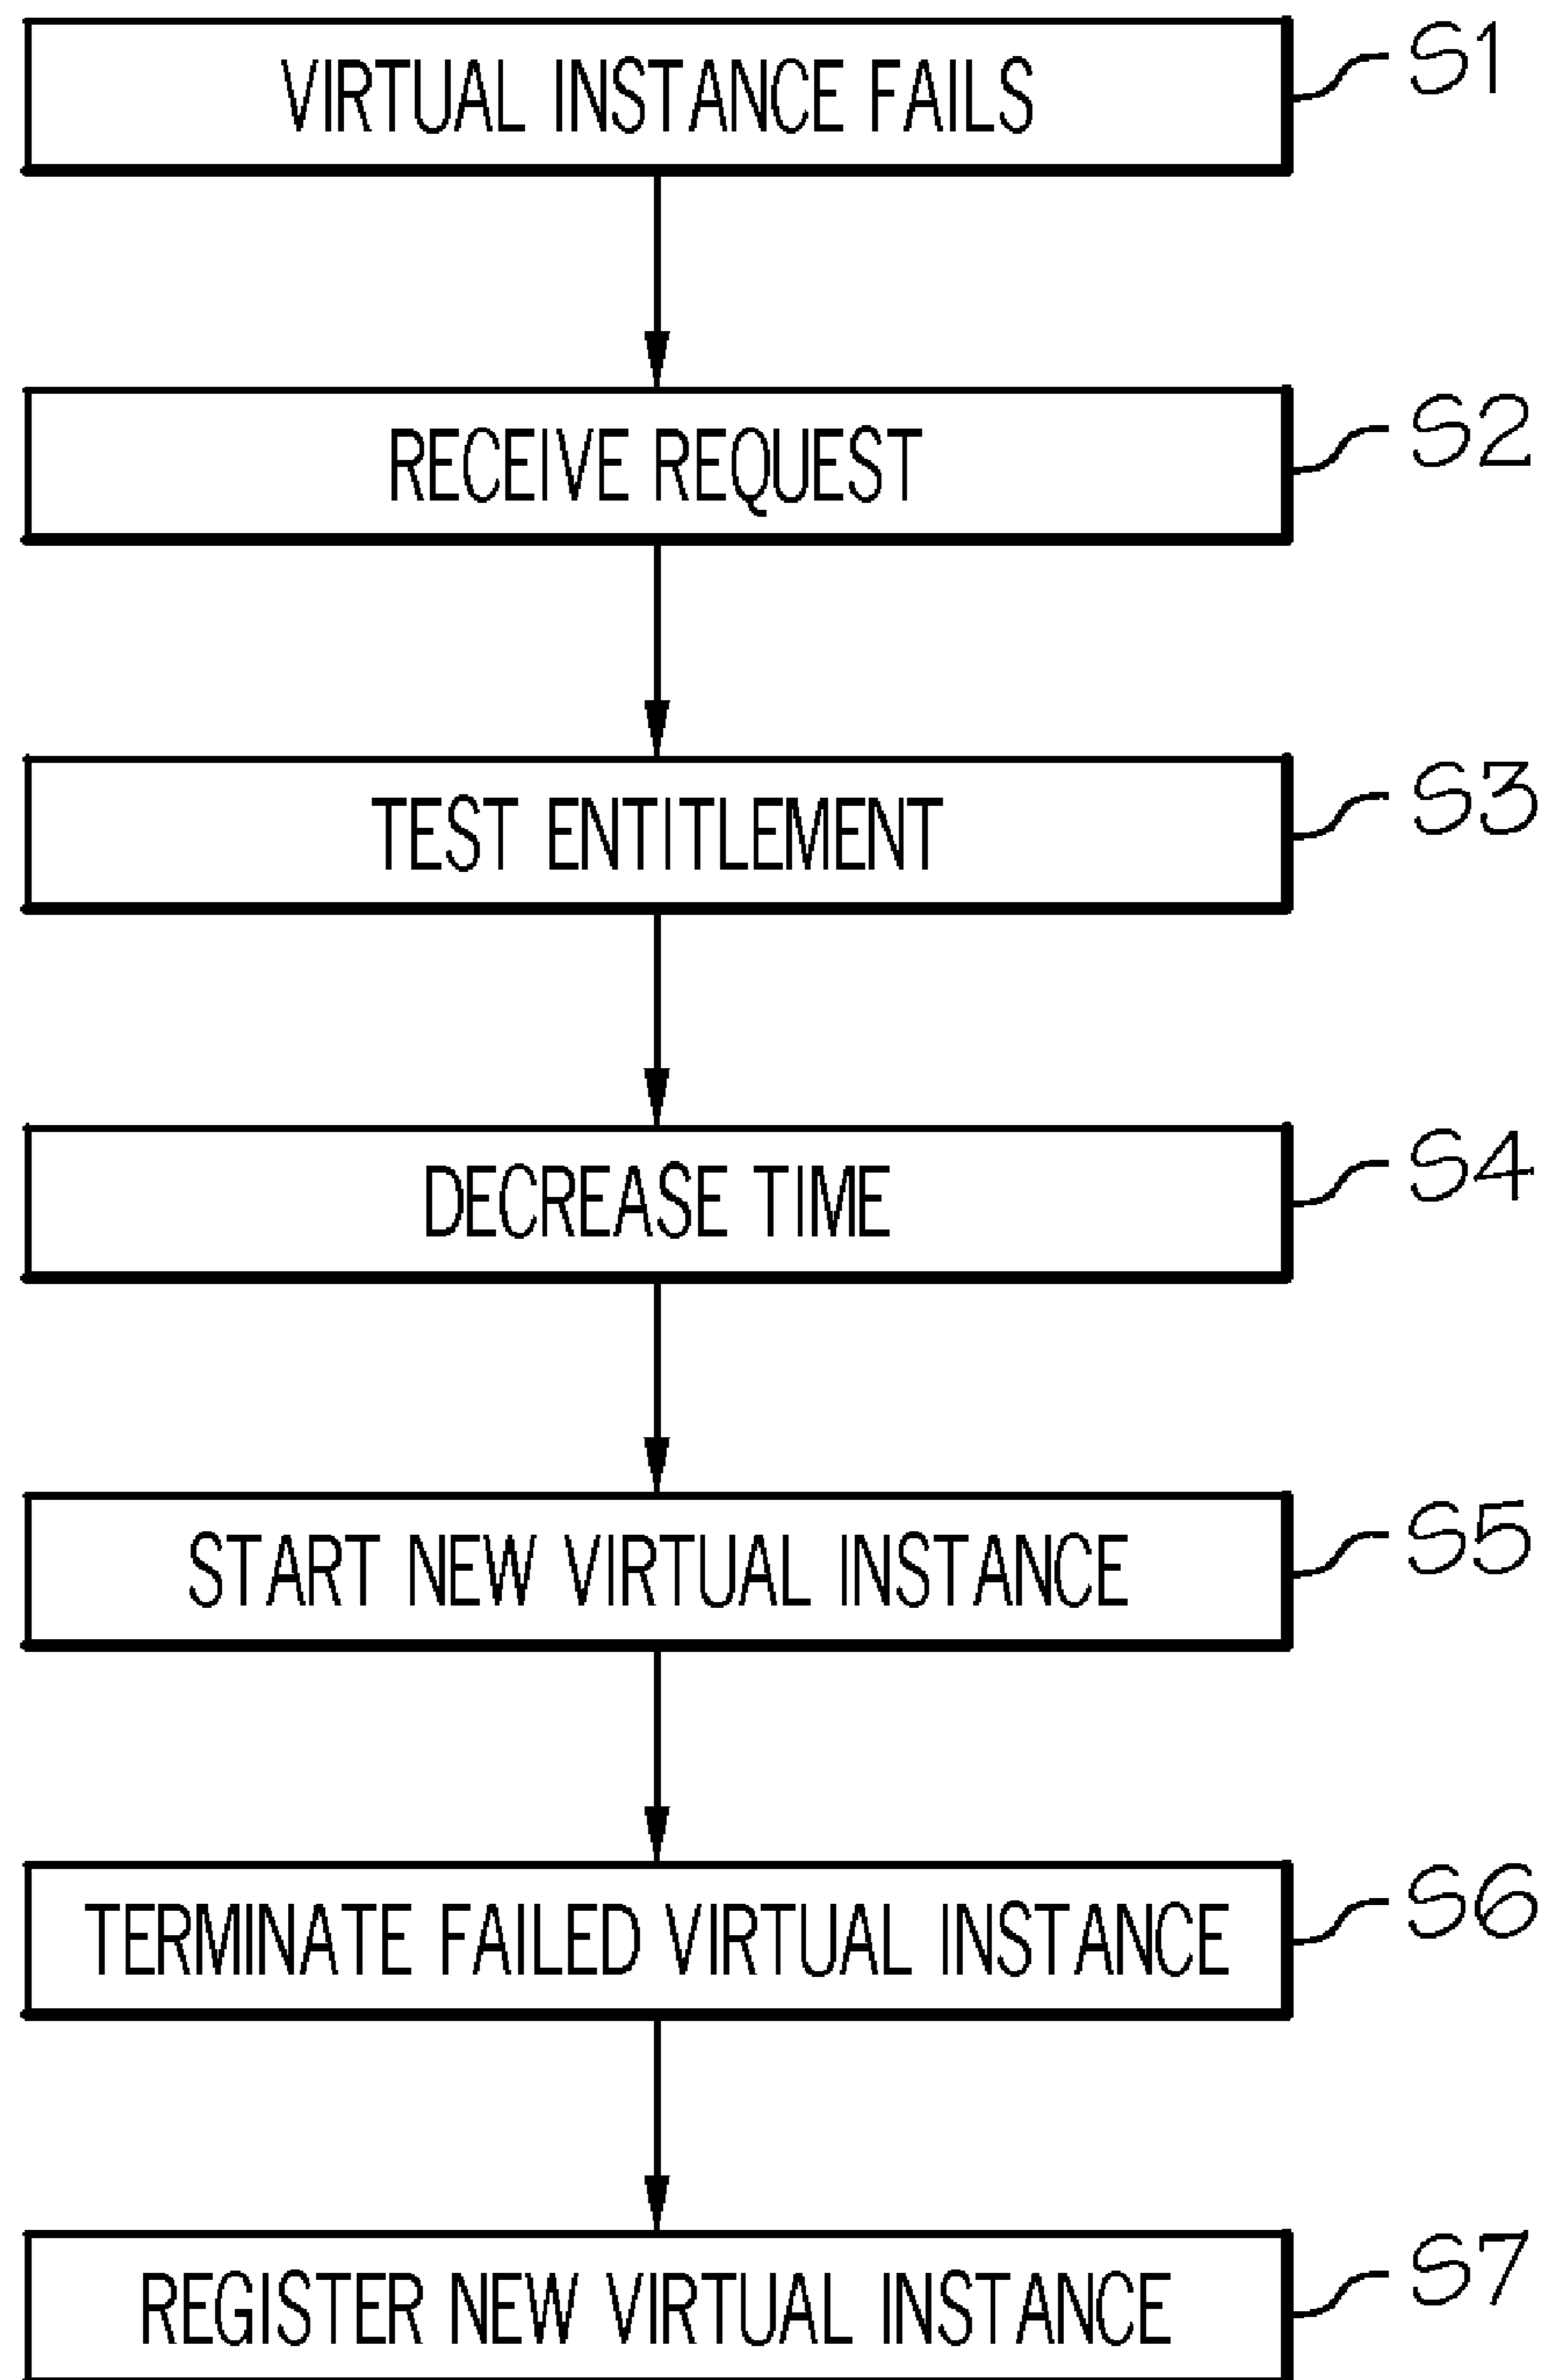 VIRTUAL INSTANCE FAILS S1
RECEIVE REQUEST S2
TEST ENTITLEMENT S3
DECREASE TIME S4
START NEW VIRTUAL INSTANCE S5
TERMINATE FAILED VIRTUAL INSTANCE S6
REGISTER NEW VIRTUAL INSTANCE S7